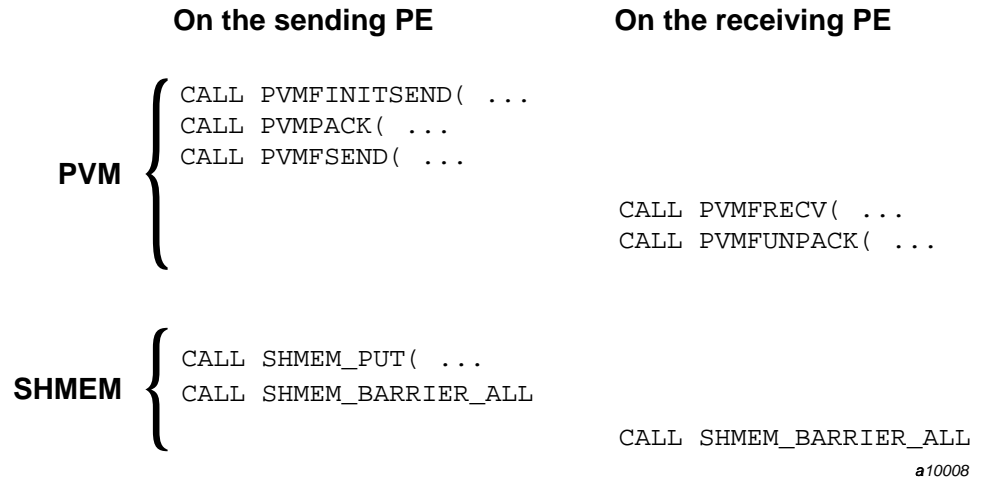 On the sending PE On the receiving PE
CALL PVMFINITSEND( ...
CALL PVMPACK( ...
CALL PVMFSEND( ...
PVM
CALL PVMFRECV( ...
CALL PVMFUNPACK( ...
CALL SHMEM_PUT( ...
SHMEM CALL SHMEM_BARRIER_ALL
CALL SHMEM_BARRIER_ALL
a10008